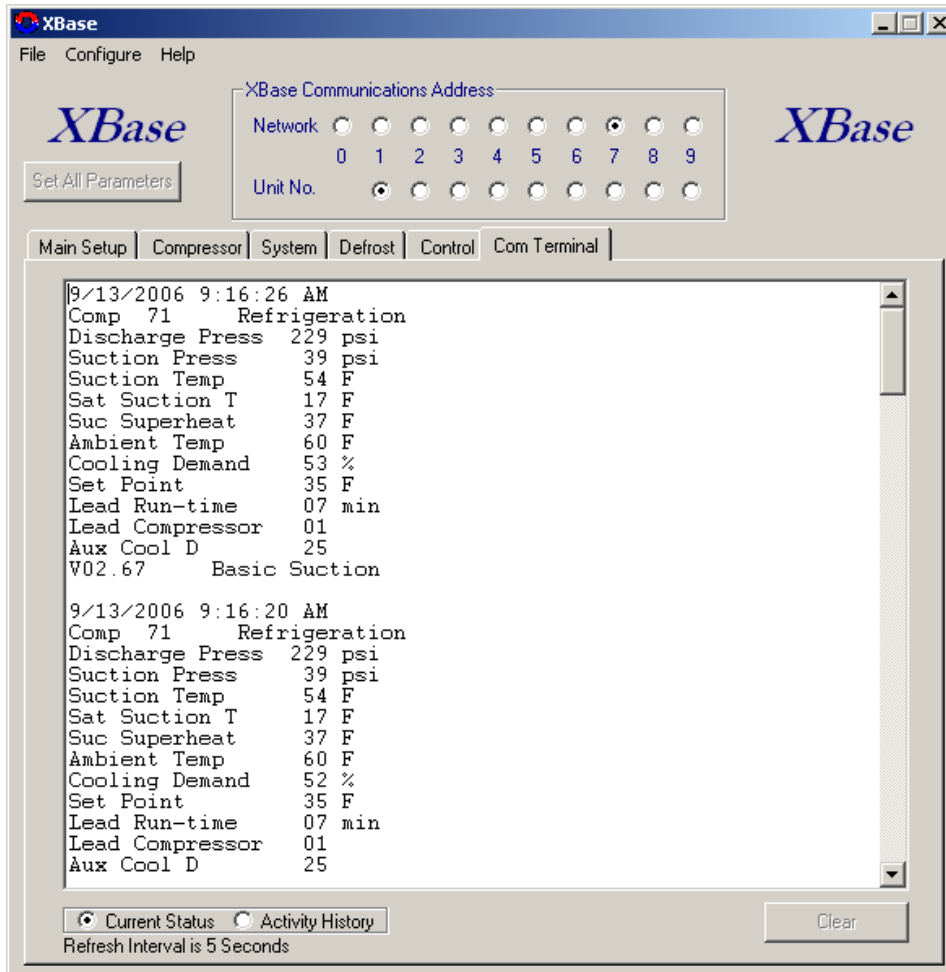 XBase
File Configure Help
XBase Communications Address
XBase
Network
XBase
0 1 2 3 4 5 6 7 8 9
Set All Parameters
Unit No.
Main Setup Compressor System Defrost Control Com Terminal
9/13/2006 9:16:26 AM
Comp 71 Refrigeration
Discharge Press 229 psi
Suction Press 39 psi
Suction Temp 54 F
Sat Suction T 17 F
Suc Superheat 37 F
Ambient Temp 60 F
Cooling Demand 53 %
Set Point 35 F
Lead Run-time 07 min
Lead Compressor 01
Aux Cool D 25
V02.67 Basic Suction
9/13/2006 9:16:20 AM
Comp 71 Refrigeration
Discharge Press 229 psi
Suction Press 39 psi
Suction Temp 54 F
Sat Suction T 17 F
Suc Superheat 37 F
Ambient Temp 60 F
Cooling Demand 52 %
Set Point 35 F
Lead Run-time 07 min
Lead Compressor 01
Aux Cool D 25
Current Status Activity History
Clear
Refresh Interval is 5 Seconds